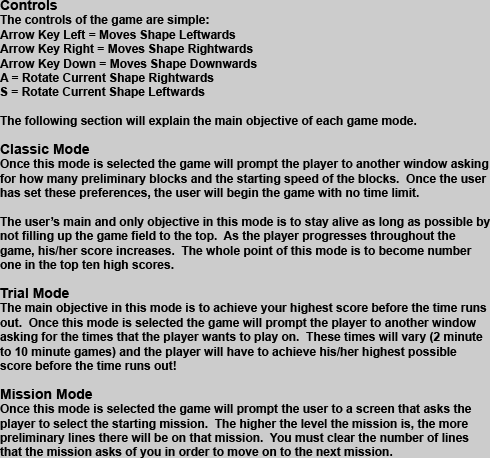 Controls
The controls of the game are simple:
Arrow Key Left = Moves Shape Leftwards
Arrow Key Right = Moves Shape Rightwards
Arrow Key Down = Moves Shape Downwards
A = Rotate Current Shape Rightwards
S = Rotate Current Shape Leftwards
The following section will explain the main objective of each game mode.
Classic Mode
Once this mode is selected the game will prompt the player to another window asking
for how many preliminary blocks and the starting speed of the blocks.  Once the user
has set these preferences, the user will begin the game with no time limit.
The user's main and only objective in this mode is to stay alive as long as possible by
not filling up the game field to the top.  As the player progresses throughout the
game, his/her score increases.  The whole point of this mode is to become number
one in the top ten high scores.
Trial Mode
The main objective in this mode is to achieve your highest score before the time runs
out.  Once this mode is selected the game will prompt the player to another window
asking for the times that the player wants to play on.  These times will vary (2 minute
to 10 minute games) and the player will have to achieve his/her highest possible
score before the time runs out!
Mission Mode
Once this mode is selected the game will prompt the user to a screen that asks the
player to select the starting mission.  The higher the level the mission is, the more
preliminary lines there will be on that mission.  You must clear the number of lines
that the mission asks of you in order to move on to the next mission.